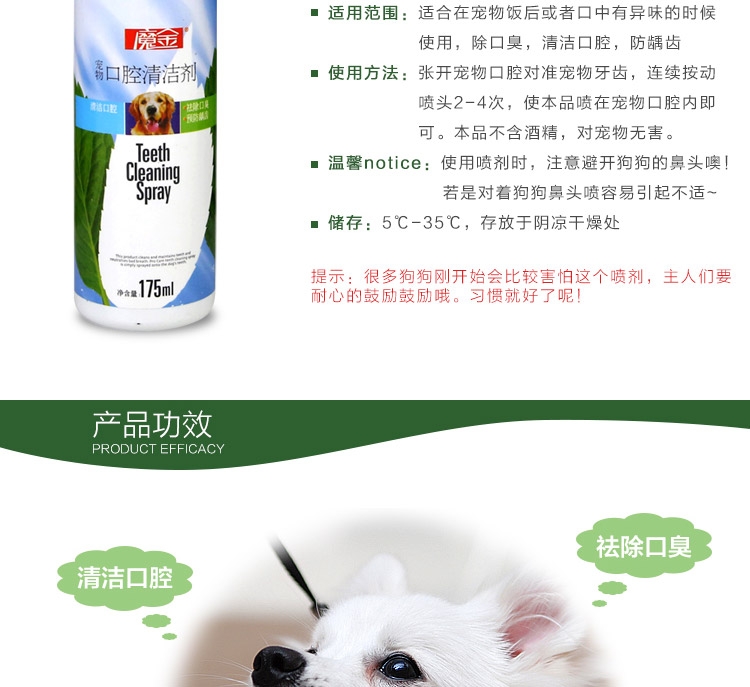 魔金®
宠物口腔清洁剂
清洁口腔
祛除口臭
预防龋齿
Teeth
Cleaning
Spray
净含量 175ml
■ 适用范围：适合在宠物饭后或者口中有异味的时候
使用，除口臭，清洁口腔，防龋齿
■ 使用方法：张开宠物口腔对准宠物牙齿，连续按动
喷头2-4次，使本品喷在宠物口腔内即
可。本品不含酒精，对宠物无害。
■ 温馨notice：使用喷剂时，注意避开狗狗的鼻头噢！
若是对着狗狗鼻头喷容易引起不适~
■ 储存：5℃-35℃，存放于阴凉干燥处
提示：很多狗狗刚开始会比较害怕这个喷剂，主人们要
耐心的鼓励鼓励哦。习惯就好了呢！
产品功效
PRODUCT EFFICACY
清洁口腔
祛除口臭